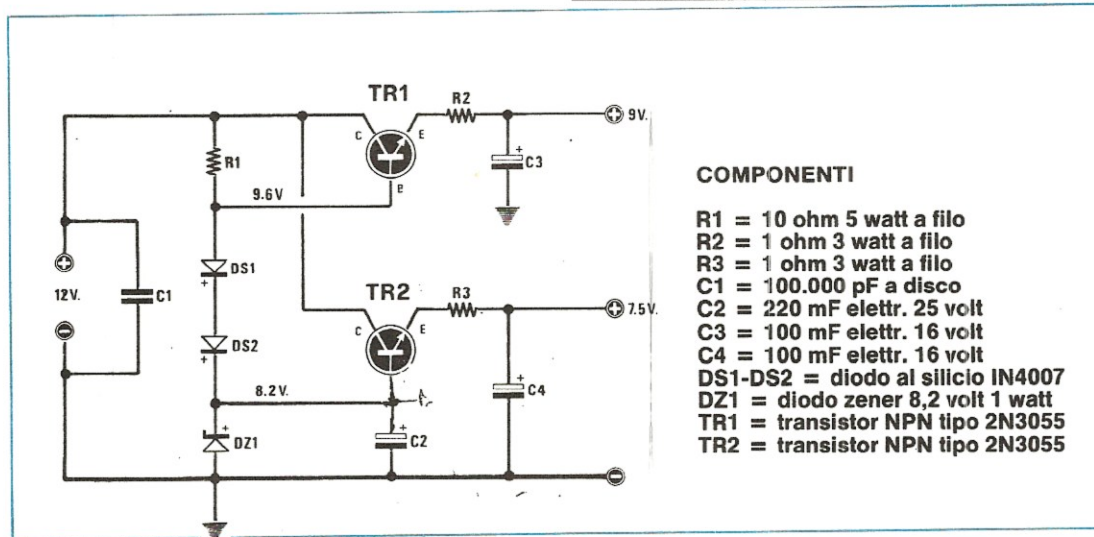 TR1
R2
9V.
C
E
B
R1
C3
9.6V
COMPONENTI
R1 = 10 ohm 5 watt a filo
R2 = 1 ohm 3 watt a filo
R3 = 1 ohm 3 watt a filo
C1 = 100.000 pF a disco
C2 = 220 mF elettr. 25 volt
C3 = 100 mF elettr. 16 volt
C4 = 100 mF elettr. 16 volt
DS1-DS2 = diodo al silicio IN4007
DZ1 = diodo zener 8,2 volt 1 watt
TR1 = transistor NPN tipo 2N3055
TR2 = transistor NPN tipo 2N3055
DS1
12V.
C1
TR2
R3
7.5V.
C
E
DS2
8.2V.
C4
DZ1
C2